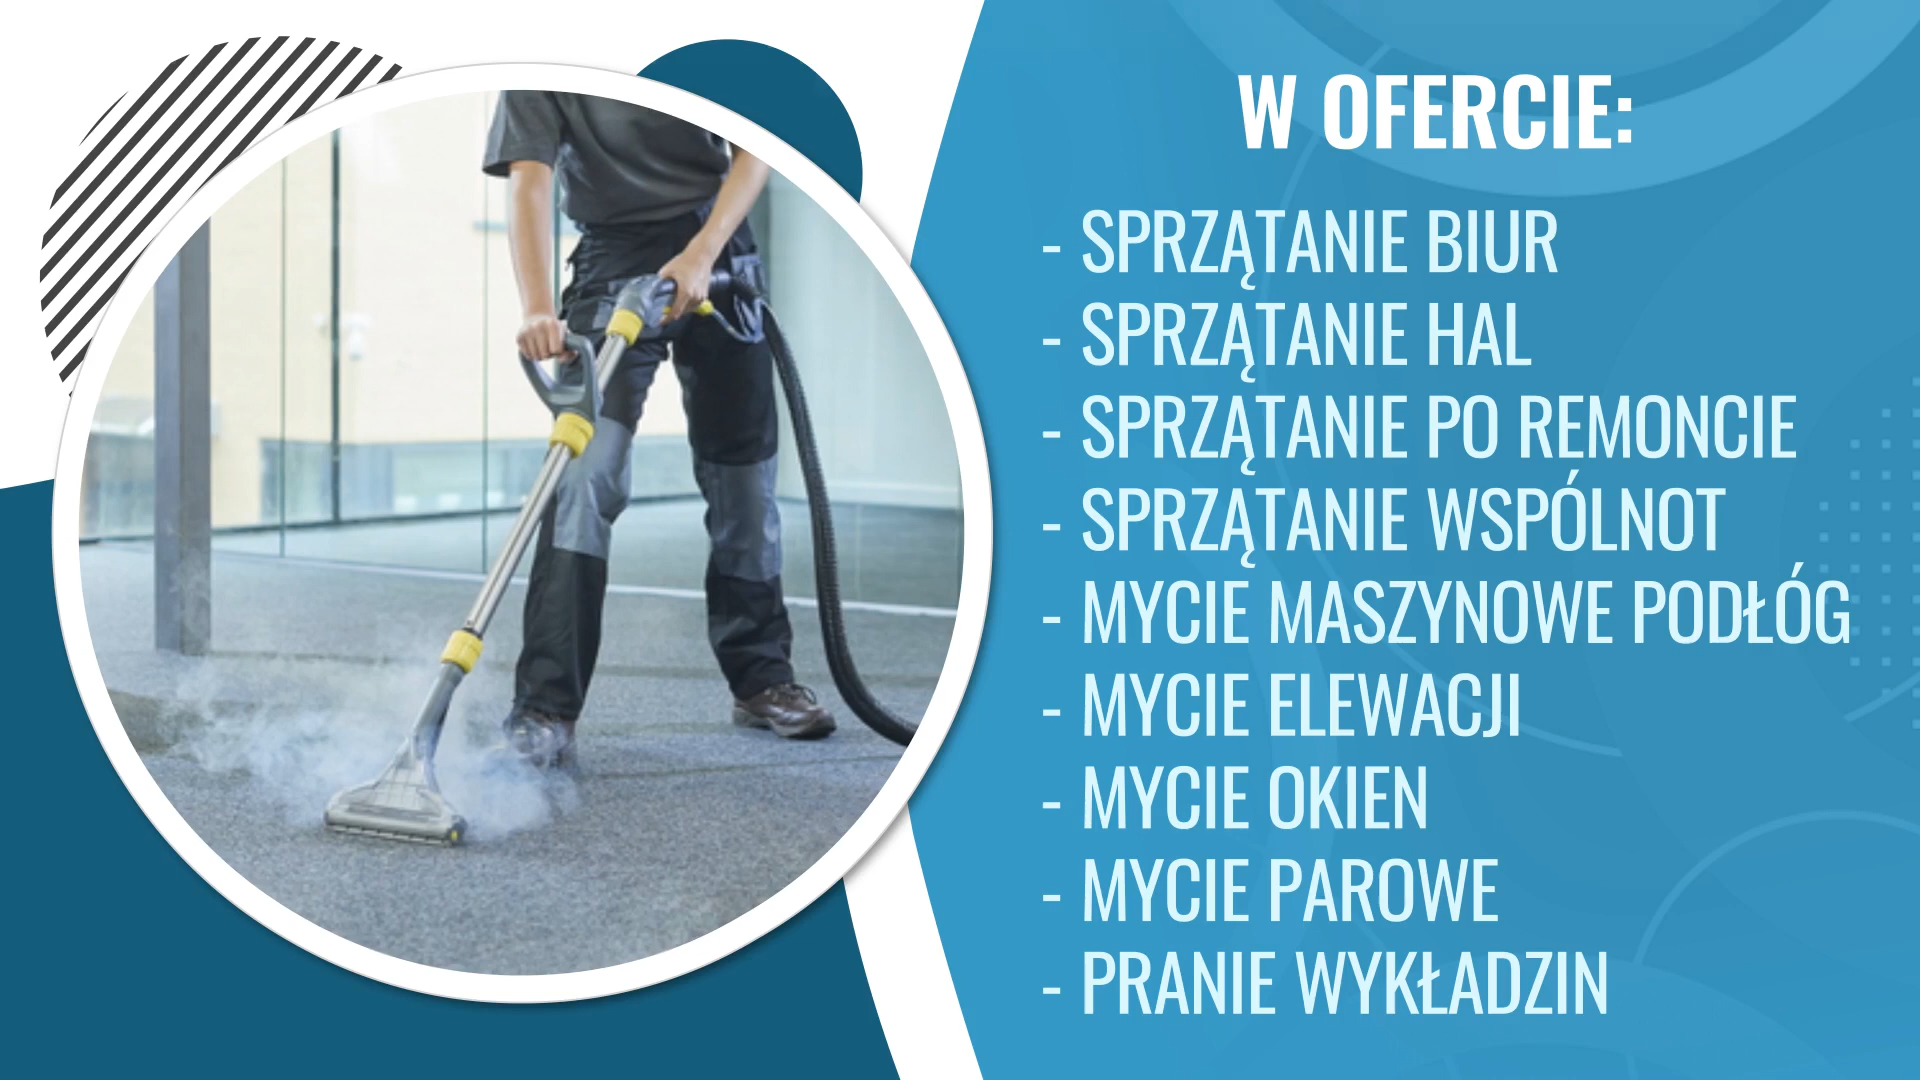 W OFERCIE:
- SPRZĄTANIE BIUR
- SPRZĄTANIE HAL
- SPRZĄTANIE PO REMONCIE
- SPRZĄTANIE WSPÓLNOT
- MYCIE MASZYNOWE PODŁÓG
- MYCIE ELEWACJI
- MYCIE OKIEN
- MYCIE PAROWE
- PRANIE WYKŁADZIN